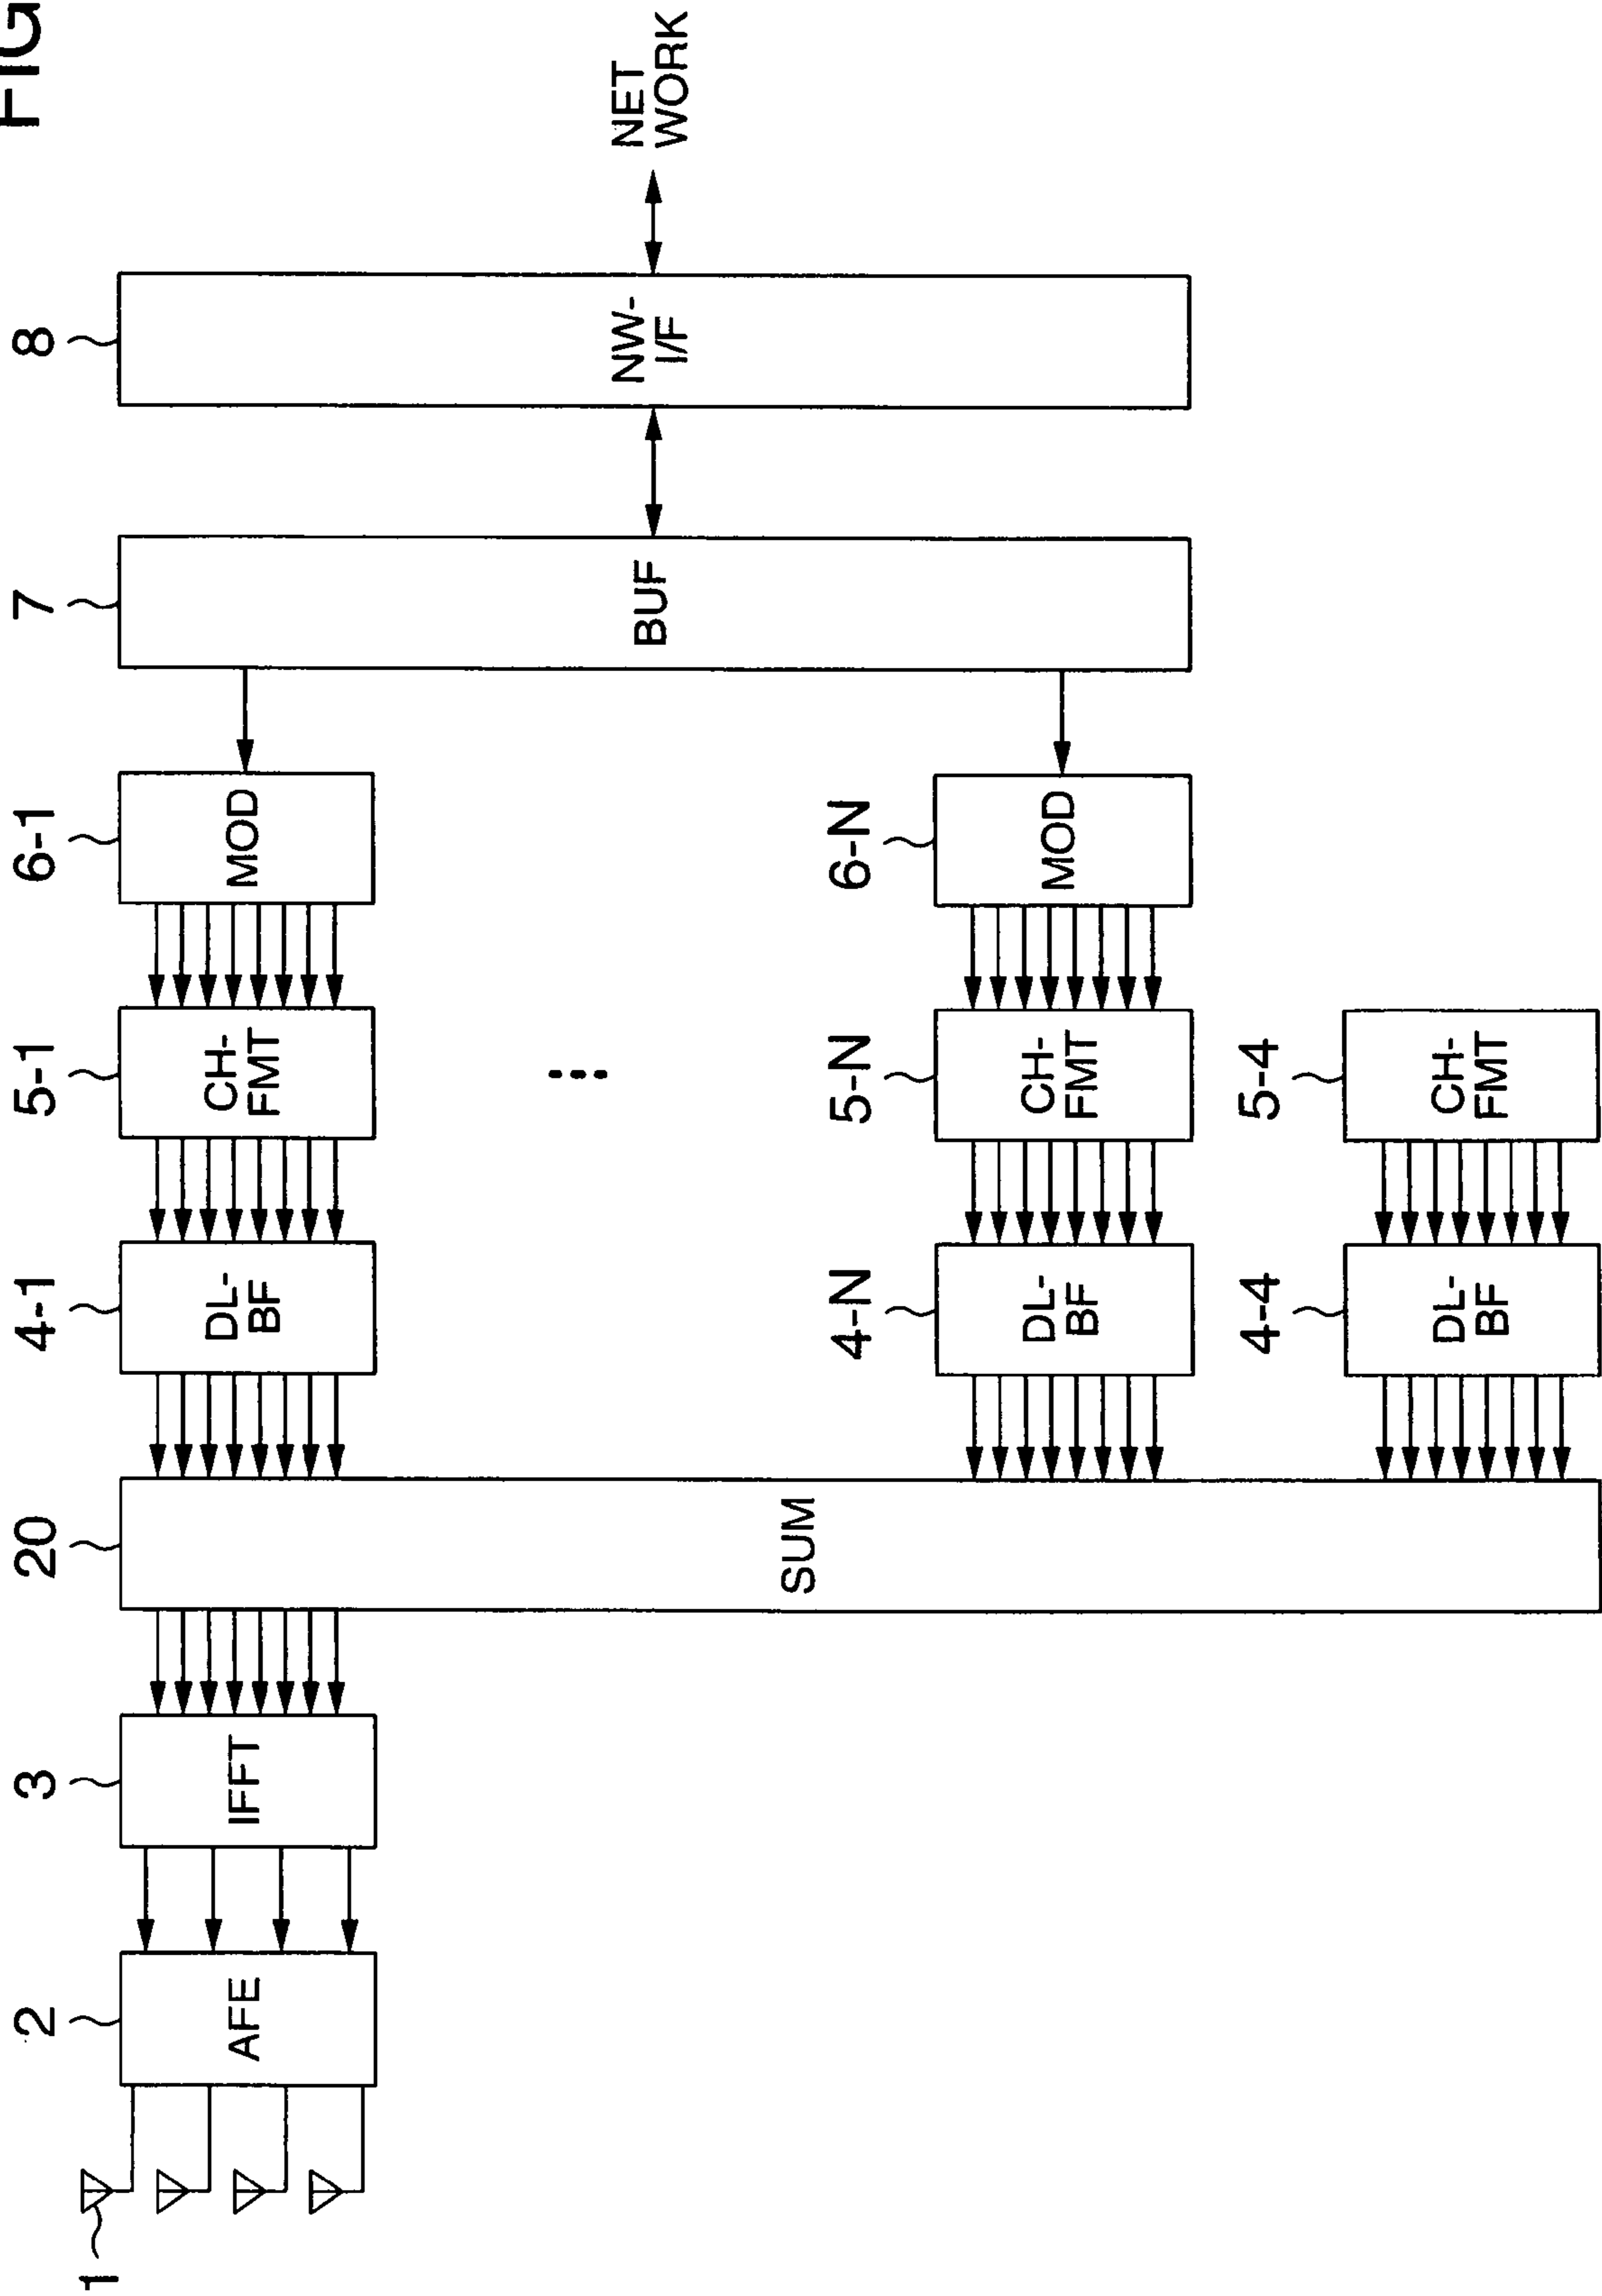 FIG
1
2
3
20
4-1
5-1
6-1
7
8
AFE
IFFT
SUM
DL-
BF
CH-
FMT
MOD
BUF
NW-
I/F
NET
WORK
4-N
5-N
6-N
DL-
BF
CH-
FMT
MOD
4-4
5-4
DL-
BF
CH-
FMT